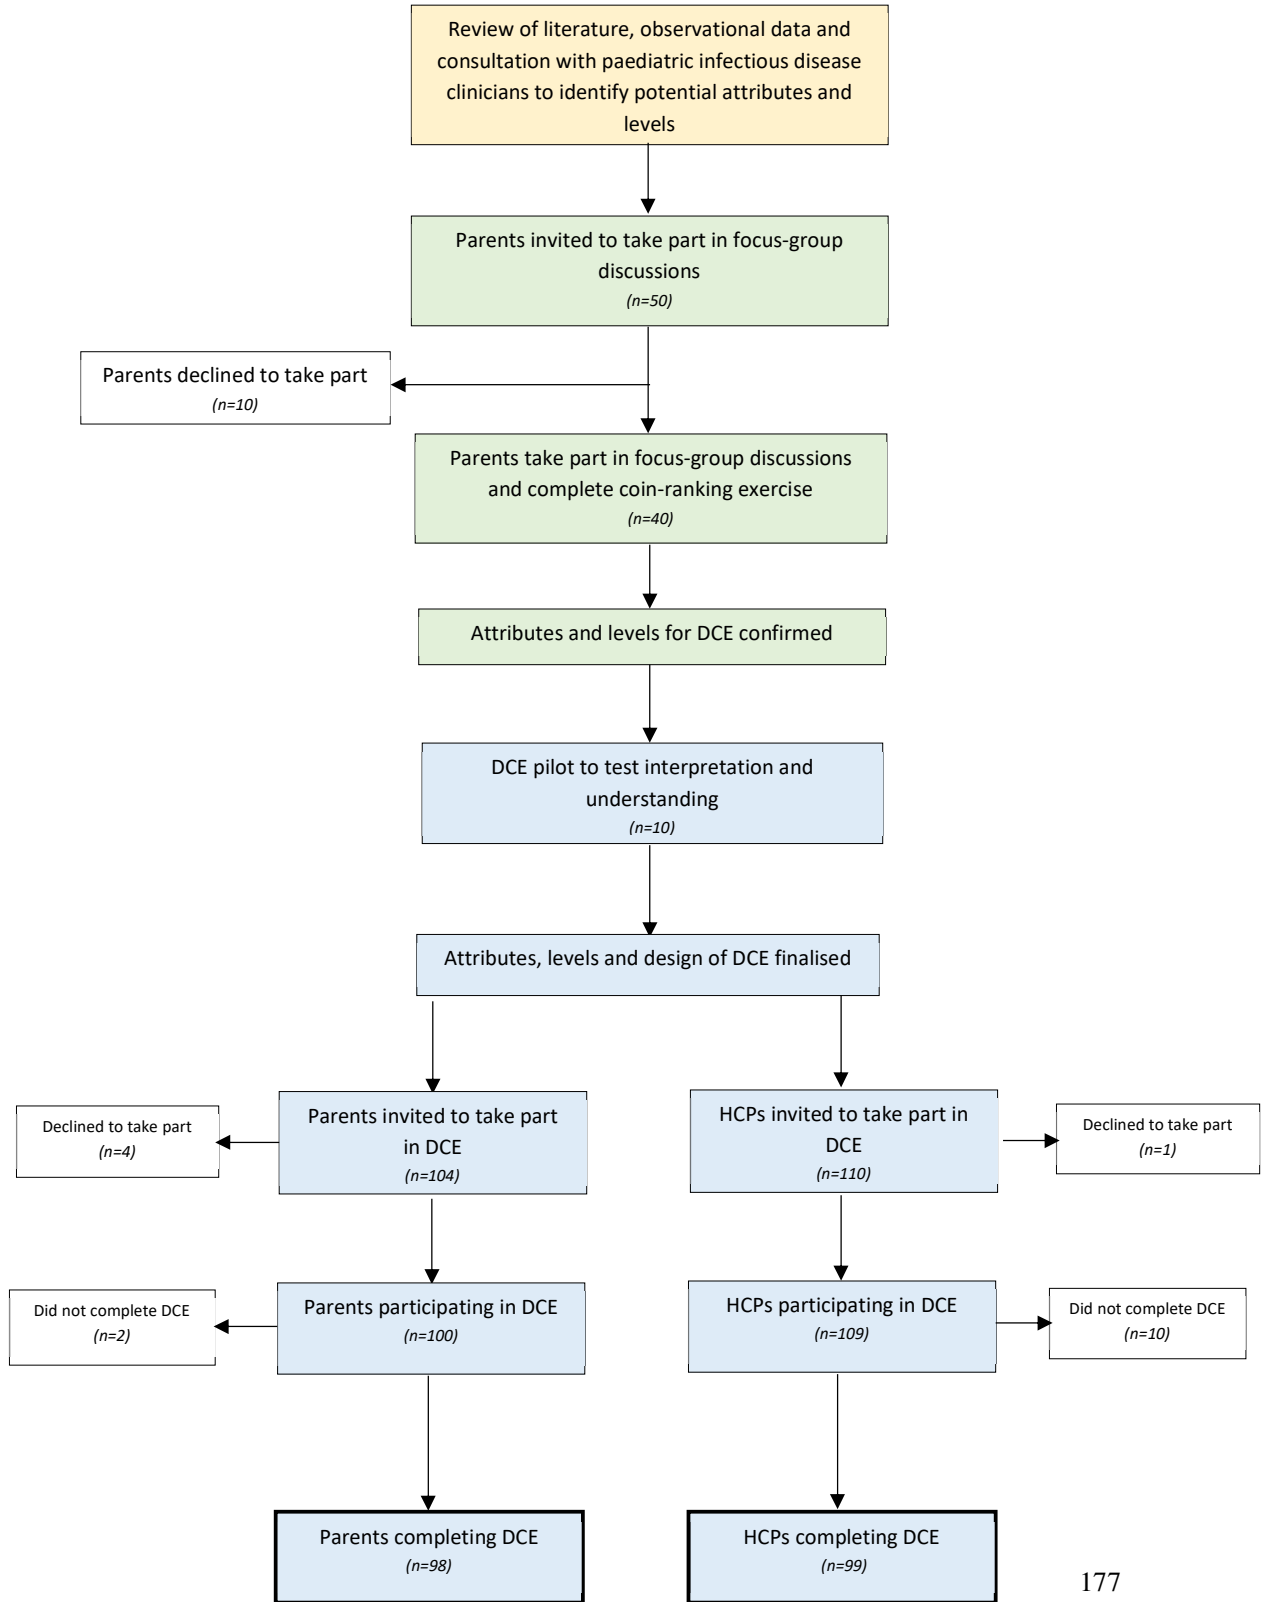 Review of literature, observational data and
consultation with paediatric infectious disease
clinicians to identify potential attributes and
levels
Parents invited to take part in focus-group
discussions
(n=50)
Parents declined to take part
(n=10)
Parents take part in focus-group discussions
and complete coin-ranking exercise
(n=40)
Attributes and levels for DCE confirmed
DCE pilot to test interpretation and
understanding
(n=10)
Attributes, levels and design of DCE finalised
Declined to take part
(n=4)
Parents invited to take part
in DCE
(n=104)
HCPs invited to take part in
DCE
(n=110)
Declined to take part
(n=1)
Did not complete DCE
(n=2)
Parents participating in DCE
(n=100)
HCPs participating in DCE
(n=109)
Did not complete DCE
(n=10)
Parents completing DCE
(n=98)
HCPs completing DCE
(n=99)
177